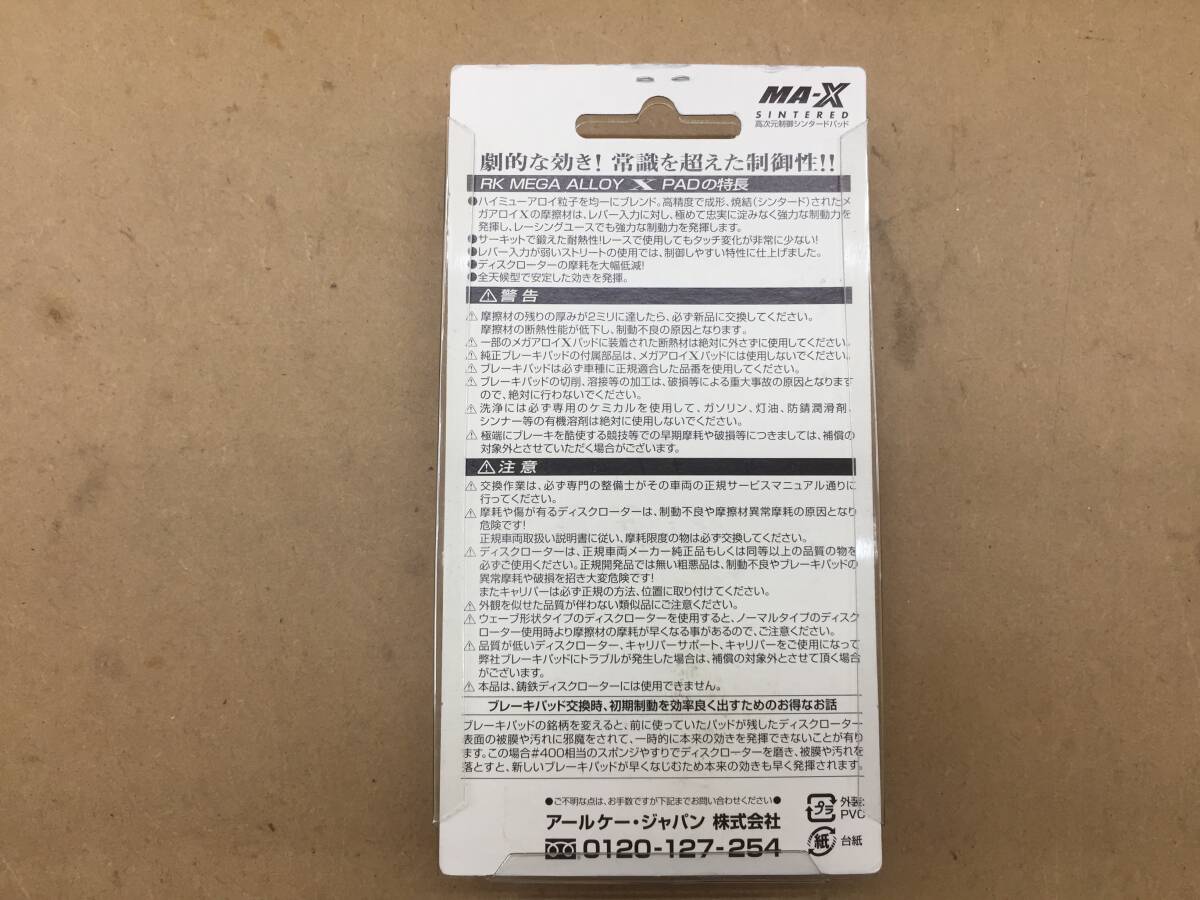 MA-X
SINTERED
高次元制御シンタードパッド
劇的な効き！常識を超えた制御性!!
RK MEGA ALLOY X PADの特長
●ハイミューアロイ粒子を均一にブレンド。高精度で成形、焼結(シンタード)されたメ
ガアロイXの摩擦材は、レバー入力に対し、極めて忠実に淀みなく強力な制動力を
発揮し、レーシングユースでも強力な制動力を発揮します。
●サーキットで鍛えた耐熱性!レースで使用してもタッチ変化が非常に少ない!
●レバー入力が弱いストリートの使用では、制御しやすい特性に仕上げました。
●ディスクローターの摩耗を大幅低減!
●全天候型で安定した効きを発揮。
⚠警告
⚠ 摩擦材の残りの厚みが2ミリに達したら、必ず新品に交換してください。
摩擦材の断熱性能が低下し、制動不良の原因となります。
⚠ 一部のメガアロイXパッドに装着された断熱材は絶対に外さずに使用してください。
⚠ 純正ブレーキパッドの付属部品は、メガアロイXパッドには使用しないでください。
⚠ ブレーキパッドは必ず車種に正規適合した品番を使用してください。
⚠ ブレーキパッドの切削、溶接等の加工は、破損等による重大事故の原因となります
ので、絶対に行わないでください。
⚠ 洗浄には必ず専用のケミカルを使用して、ガソリン、灯油、防錆潤滑剤、
シンナー等の有機溶剤は絶対に使用しないでください。
⚠ 極端にブレーキを酷使する競技等での早期摩耗や破損等につきましては、補償の
対象外とさせていただく場合がございます。
⚠注意
⚠ 交換作業は、必ず専門の整備士がその車両の正規サービスマニュアル通りに
行ってください。
⚠ 摩耗や傷が有るディスクローターは、制動不良や摩擦材異常摩耗の原因となり
危険です!
正規車両取扱い説明書に従い、摩耗限度の物は必ず交換してください。
⚠ ディスクローターは、正規車両メーカー純正品もしくは同等以上の品質の物を
必ずご使用ください。正規開発品では無い粗悪品は、制動不良やブレーキパッドの
異常摩耗や破損を招き大変危険です!
またキャリパーは必ず正規の方法、位置に取り付けてください。
⚠ 外観を似せた品質が伴わない類似品にご注意ください。
⚠ ウェーブ形状タイプのディスクローターを使用すると、ノーマルタイプのディスク
ローター使用時より摩擦材の摩耗が早くなる事があるので、ご注意ください。
⚠ 品質が低いディスクローター、キャリパーサポート、キャリパーをご使用になって
弊社ブレーキパッドにトラブルが発生した場合は、補償の対象外とさせて頂く場合
がございます。
⚠ 本品は、鋳鉄ディスクローターには使用できません。
ブレーキパッド交換時、初期制動を効率良く出すためのお得なお話
ブレーキパッドの銘柄を変えると、前に使っていたパッドが残したディスクローター
表面の被膜や汚れに邪魔をされて、一時的に本来の効きを発揮できないことが有り
ます。この場合#400相当のスポンジやすりでディスクローターを磨き、被膜や汚れを
落とすと、新しいブレーキパッドが早くなじむため本来の効きも早く発揮されます。
●ご不明な点は、お手数ですが下記までお問い合わせください●
アールケー・ジャパン 株式会社
0120-127-254
プラ
外装:
PVC
紙
台紙